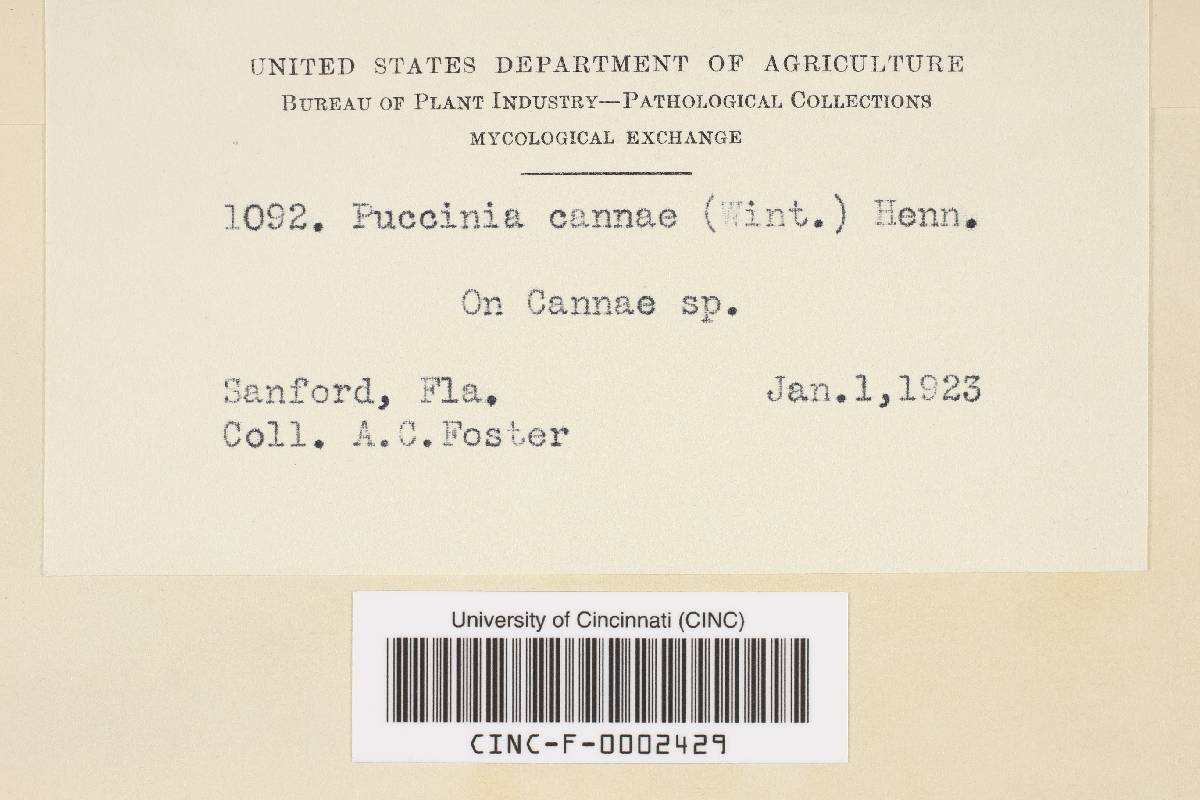 UNITED STATES DEPARTMENT OF AGRICULTURE
BUREAU OF PLANT INDUSTRY—PATHOLOGICAL COLLECTIONS
MYCOLOGICAL EXCHANGE
1092. Puccinia cannae (Wint.) Henn.
On Cannae sp.
Sanford, Fla. Jan.1,1923
Coll. A.C.Foster
University of Cincinnati (CINC)
CINC-F-0002429